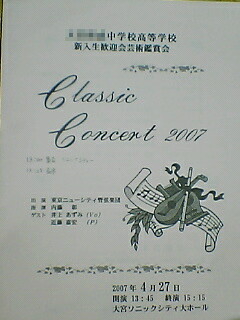 中学校高等学校
新入生歓迎会芸術鑑賞会
Classic
Concert 2007
出演 東京ニューシティ管弦楽団
指揮 内藤 彰
ゲスト 井上 あずみ (Vo)
近藤 嘉宏 (P)
2007年 4月27日
開演 13：45 終演 15：15
大宮ソニックシティ大ホール